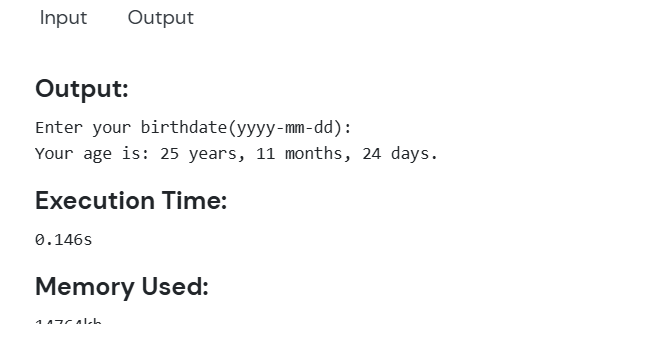 Input Output
Output:
Enter your birthdate(yyyy-mm-dd):
Your age is: 25 years, 11 months, 24 days.
Execution Time:
0.146s
Memory Used: